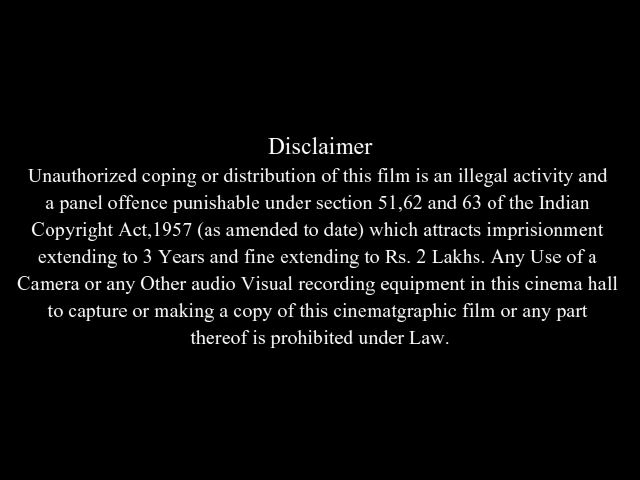 Disclaimer
Unauthorized coping or distribution of this film is an illegal activity and
a panel offence punishable under section 51,62 and 63 of the Indian
Copyright Act,1957 (as amended to date) which attracts imprisionment
extending to 3 Years and fine extending to Rs. 2 Lakhs. Any Use of a
Camera or any Other audio Visual recording equipment in this cinema hall
to capture or making a copy of this cinematgraphic film or any part
thereof is prohibited under Law.